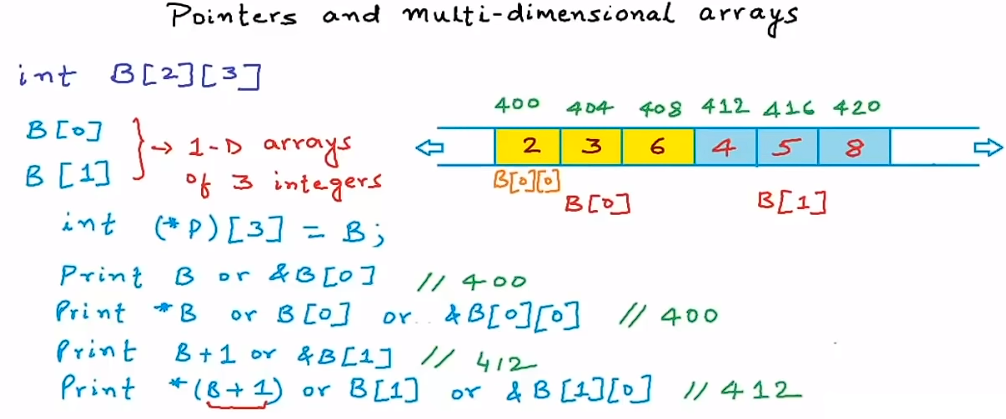 Pointers and multi-dimensional arrays
int B[2][3]
400 404 408 412 416 420
B[0]
B[1]
→ 1-D arrays
of 3 integers
2 3 6 4 5 8
B[0][0]
B[0]
B[1]
int (*P)[3] = B;
Print B or &B[0] // 400
Print *B or B[0] or &B[0][0] // 400
Print B+1 or &B[1] // 412
Print *(B+1) or B[1] or &B[1][0] // 412